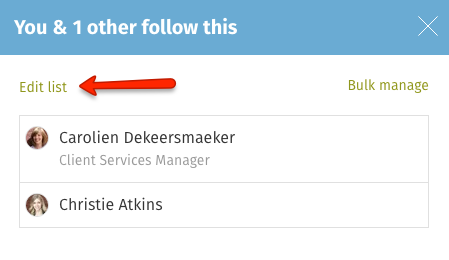 You & 1 other follow this
Edit list
Bulk manage
Carolien Dekeersmaeker
Client Services Manager
Christie Atkins